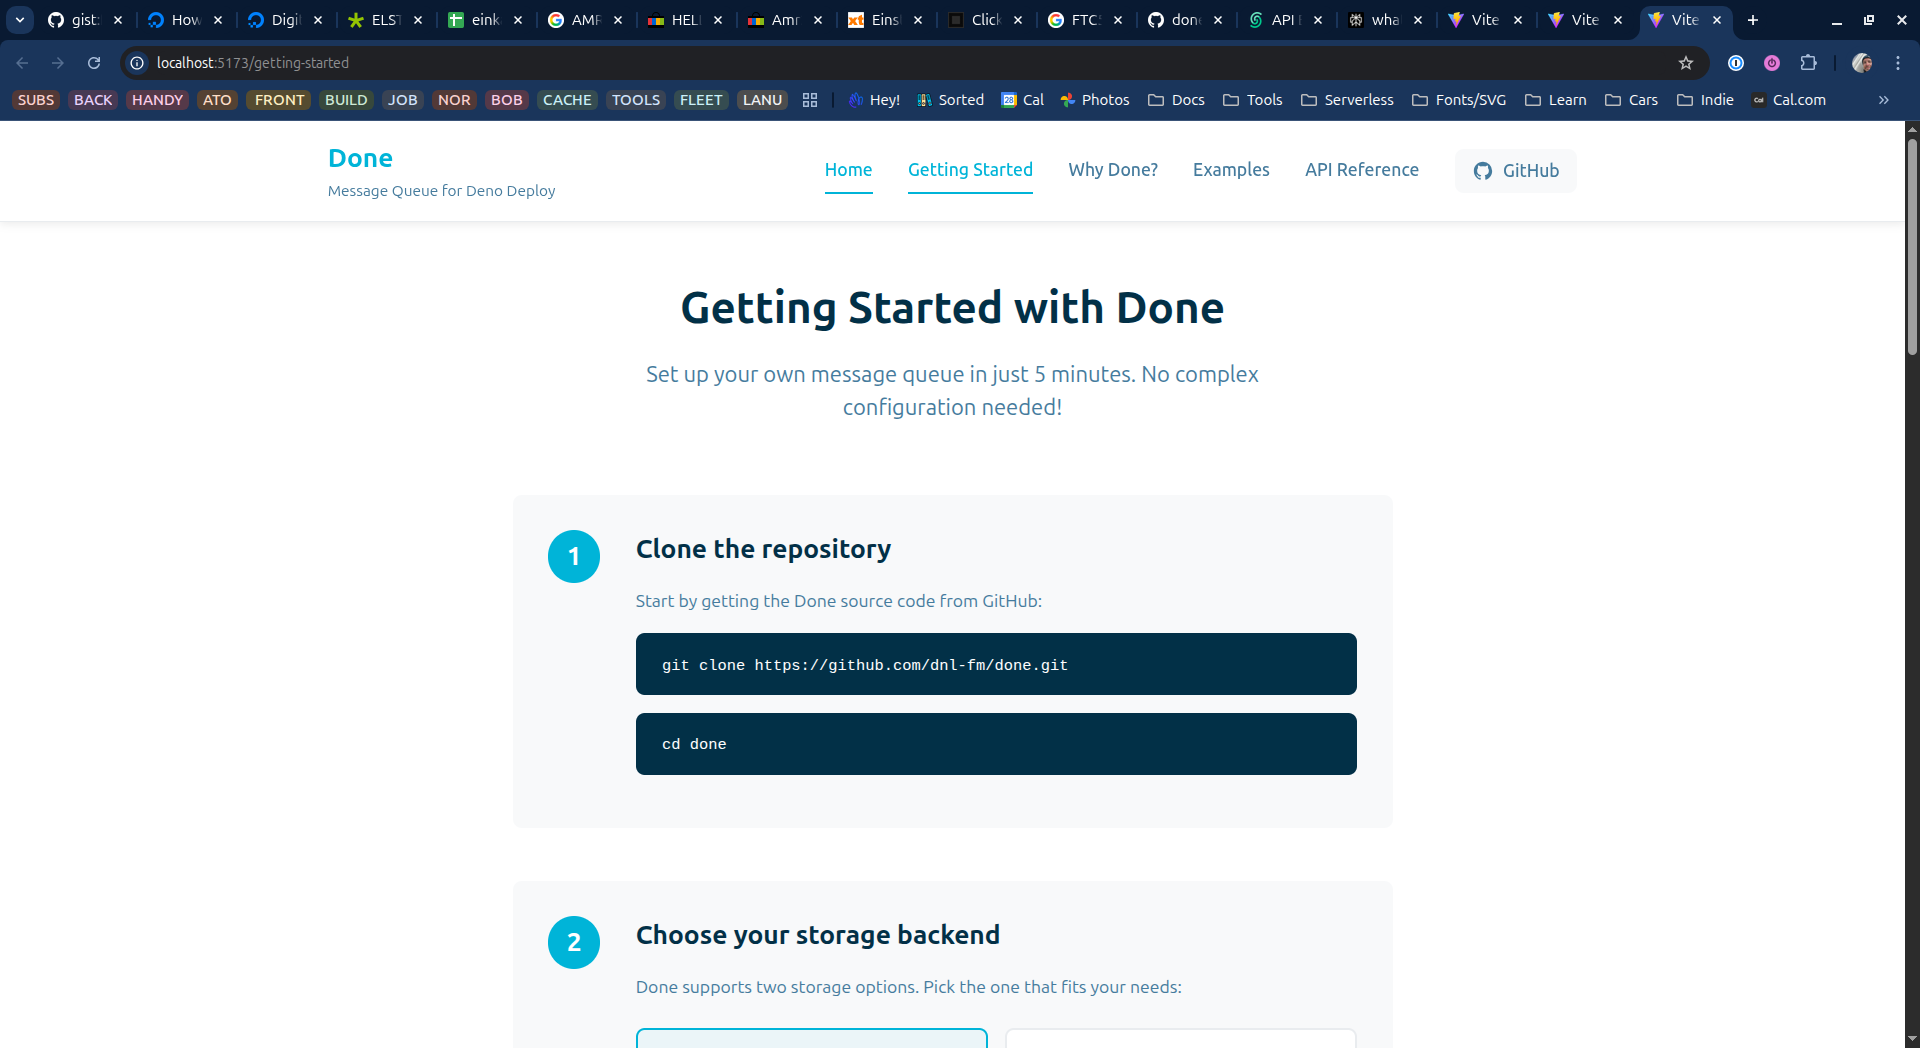 gist:
How
Digi
ELST
eink
AMR
HELL
Amr
Eins
Click
FTC
done
API
wha
Vite
Vite
Vite
localhost:5173/getting-started
SUBS BACK HANDY ATO FRONT BUILD JOB NOR BOB CACHE TOOLS FLEET LANU Hey! Sorted Cal Photos Docs Tools Serverless Fonts/SVG Learn Cars Indie Cal.com
Done
Message Queue for Deno Deploy
Home Getting Started Why Done? Examples API Reference GitHub
Getting Started with Done
Set up your own message queue in just 5 minutes. No complex
configuration needed!
1
Clone the repository
Start by getting the Done source code from GitHub:
git clone https://github.com/dnl-fm/done.git
cd done
2
Choose your storage backend
Done supports two storage options. Pick the one that fits your needs: